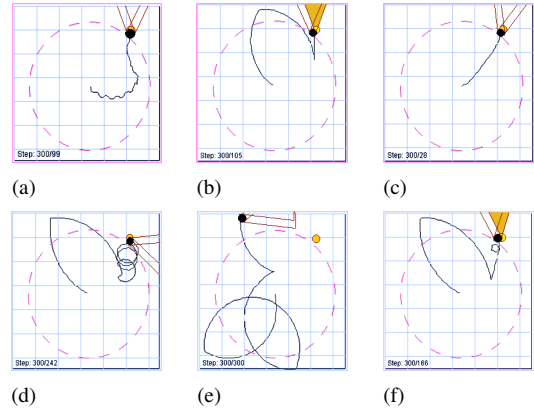 Step: 300/99
Step: 300/105
Step: 300/28
(a)
(b)
(c)
Step: 300/242
Step: 300/300
Step: 300/166
(d)
(e)
(f)